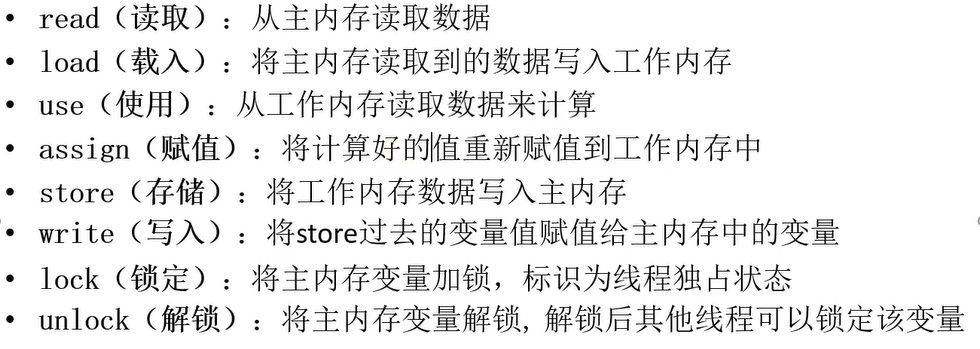 • read（读取）：从主内存读取数据
• load（载入）：将主内存读取到的数据写入工作内存
• use（使用）：从工作内存读取数据来计算
• assign（赋值）：将计算好的值重新赋值到工作内存中
• store（存储）：将工作内存数据写入主内存
• write（写入）：将store过去的变量值赋值给主内存中的变量
• lock（锁定）：将主内存变量加锁，标识为线程独占状态
• unlock（解锁）：将主内存变量解锁, 解锁后其他线程可以锁定该变量